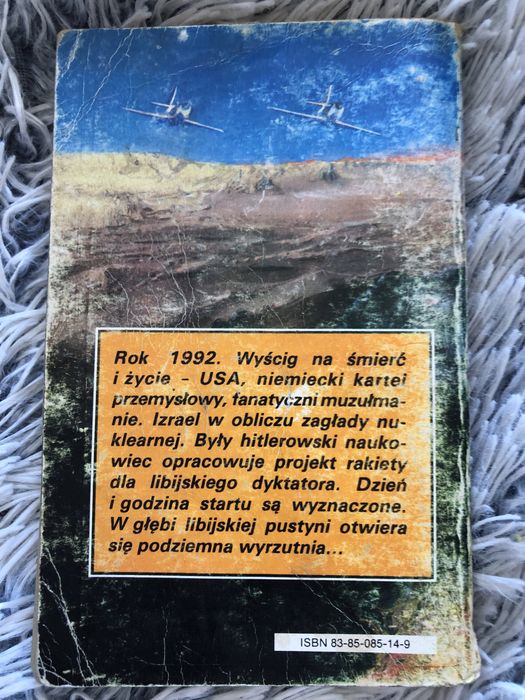 Rok 1992. Wyścig na śmierć
i życie – USA, niemiecki kartel
przemysłowy, fanatyczni muzułma-
nie. Izrael w obliczu zagłady nu-
klearnej. Były hitlerowski nauko-
wiec opracowuje projekt rakiety
dla libijskiego dyktatora. Dzień
i godzina startu są wyznaczone.
W głębi libijskiej pustyni otwiera
się podziemna wyrzutnia...
ISBN 83-85-085-14-9